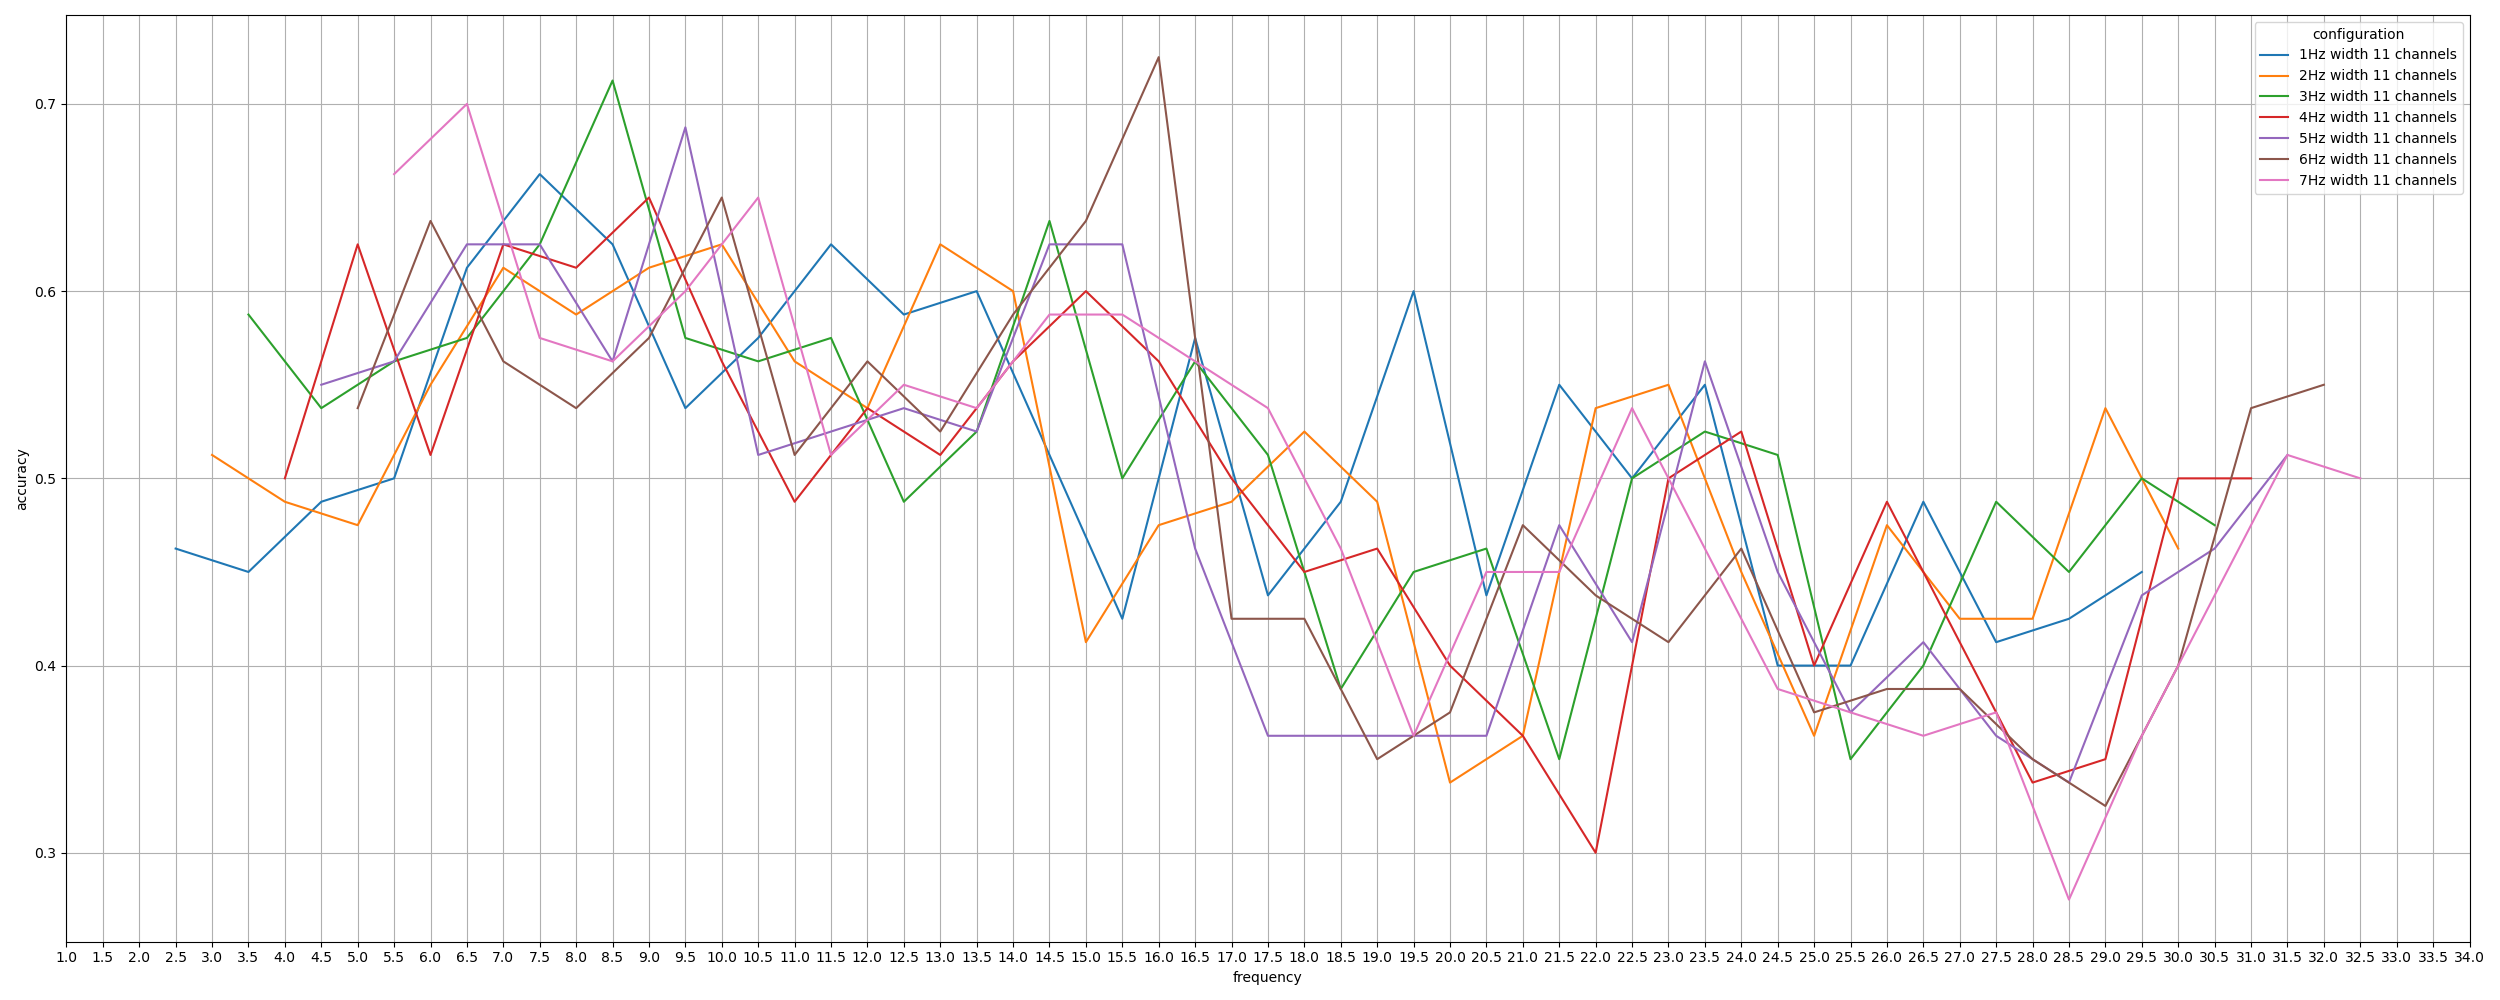 configuration
1Hz width 11 channels
2Hz width 11 channels
3Hz width 11 channels
4Hz width 11 channels
5Hz width 11 channels
6Hz width 11 channels
7Hz width 11 channels
0.7
0.6
0.5
0.4
0.3
accuracy
1.0 1.5 2.0 2.5 3.0 3.5 4.0 4.5 5.0 5.5 6.0 6.5 7.0 7.5 8.0 8.5 9.0 9.5 10.0 10.5 11.0 11.5 12.0 12.5 13.0 13.5 14.0 14.5 15.0 15.5 16.0 16.5 17.0 17.5 18.0 18.5 19.0 19.5 20.0 20.5 21.0 21.5 22.0 22.5 23.0 23.5 24.0 24.5 25.0 25.5 26.0 26.5 27.0 27.5 28.0 28.5 29.0 29.5 30.0 30.5 31.0 31.5 32.0 32.5 33.0 33.5 34.0
frequency